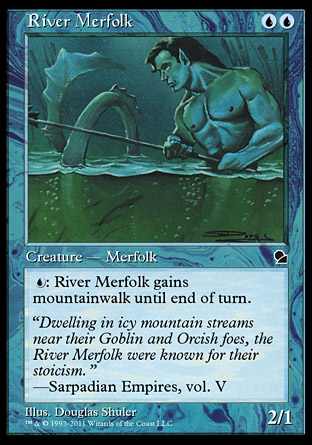 River Merfolk
Creature — Merfolk
: River Merfolk gains
mountainwalk until end of turn.
“Dwelling in icy mountain streams
near their Goblin and Orcish foes, the
River Merfolk were known for their
stoicism.”
—Sarpadian Empires, vol. V
Illus. Douglas Shuler
2/1
™ & © 1993-2011 Wizards of the Coast LLC